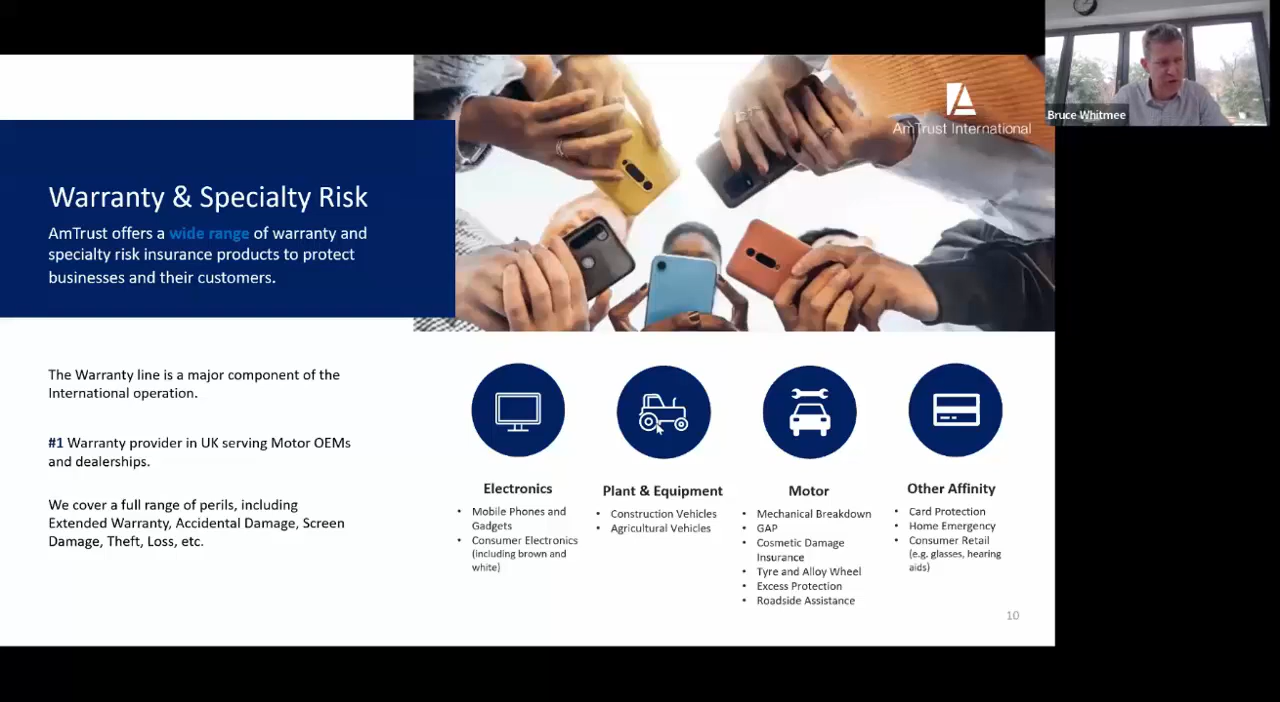 Bruce Whitmee
AmTrust International
Warranty & Specialty Risk
AmTrust offers a wide range of warranty and
specialty risk insurance products to protect
businesses and their customers.
The Warranty line is a major component of the
International operation.
#1 Warranty provider in UK serving Motor OEMs
and dealerships.
We cover a full range of perils, including
Extended Warranty, Accidental Damage, Screen
Damage, Theft, Loss, etc.
Electronics
• Mobile Phones and
Gadgets
• Consumer Electronics
(including brown and
white)
Plant & Equipment
• Construction Vehicles
• Agricultural Vehicles
Motor
• Mechanical Breakdown
• GAP
• Cosmetic Damage
Insurance
• Tyre and Alloy Wheel
• Excess Protection
• Roadside Assistance
Other Affinity
• Card Protection
• Home Emergency
• Consumer Retail
(e.g. glasses, hearing
aids)
10